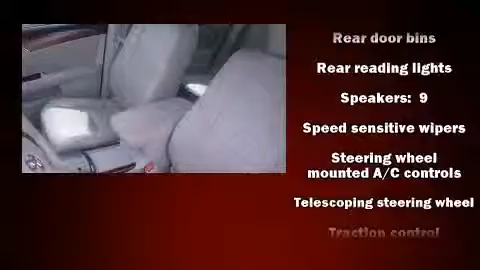 Rear door bins
Rear reading lights
Speakers: 9
Speed sensitive wipers
Steering wheel
mounted A/C controls
Telescoping steering wheel
Traction control